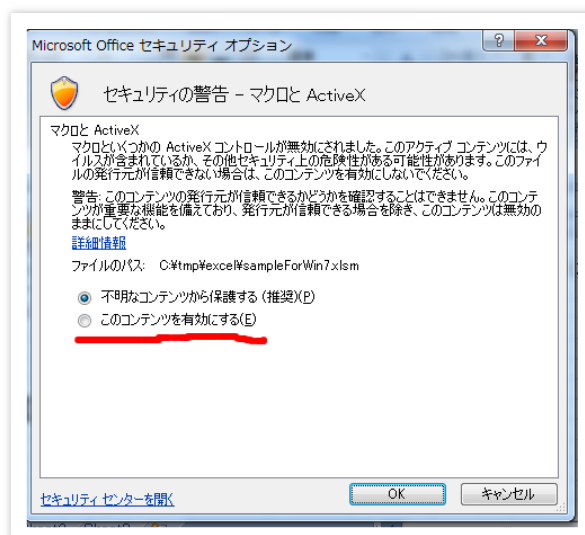 Microsoft Office セキュリティ オプション
セキュリティの警告 - マクロと ActiveX
マクロと ActiveX
マクロといくつかの ActiveX コントロールが無効にされました。このアクティブ コンテンツには、ウ
イルスが含まれているか、その他セキュリティ上の危険性がある可能性があります。このファイ
ルの発行元が信頼できない場合は、このコンテンツを有効にしないでください。
警告: このコンテンツの発行元が信頼できるかどうかを確認することはできません。このコンテ
ンツが重要な機能を備えており、発行元が信頼できる場合を除き、このコンテンツは無効の
ままにしてください。
詳細情報
ファイルのパス: C:¥tmp¥excel¥sampleForWin7.xlsm
不明なコンテンツから保護する (推奨)(P)
このコンテンツを有効にする(E)
セキュリティ センターを開く
OK
キャンセル